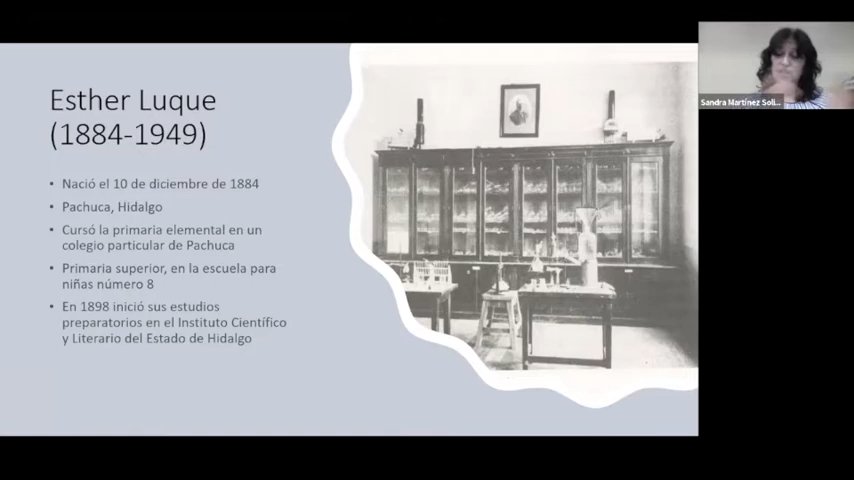 Esther Luque
(1884-1949)
• Nació el 10 de diciembre de 1884
• Pachuca, Hidalgo
• Cursó la primaria elemental en un
colegio particular de Pachuca
• Primaria superior, en la escuela para
niñas número 8
• En 1898 inició sus estudios
preparatorios en el Instituto Científico
y Literario del Estado de Hidalgo
Sandra Martínez Solí...